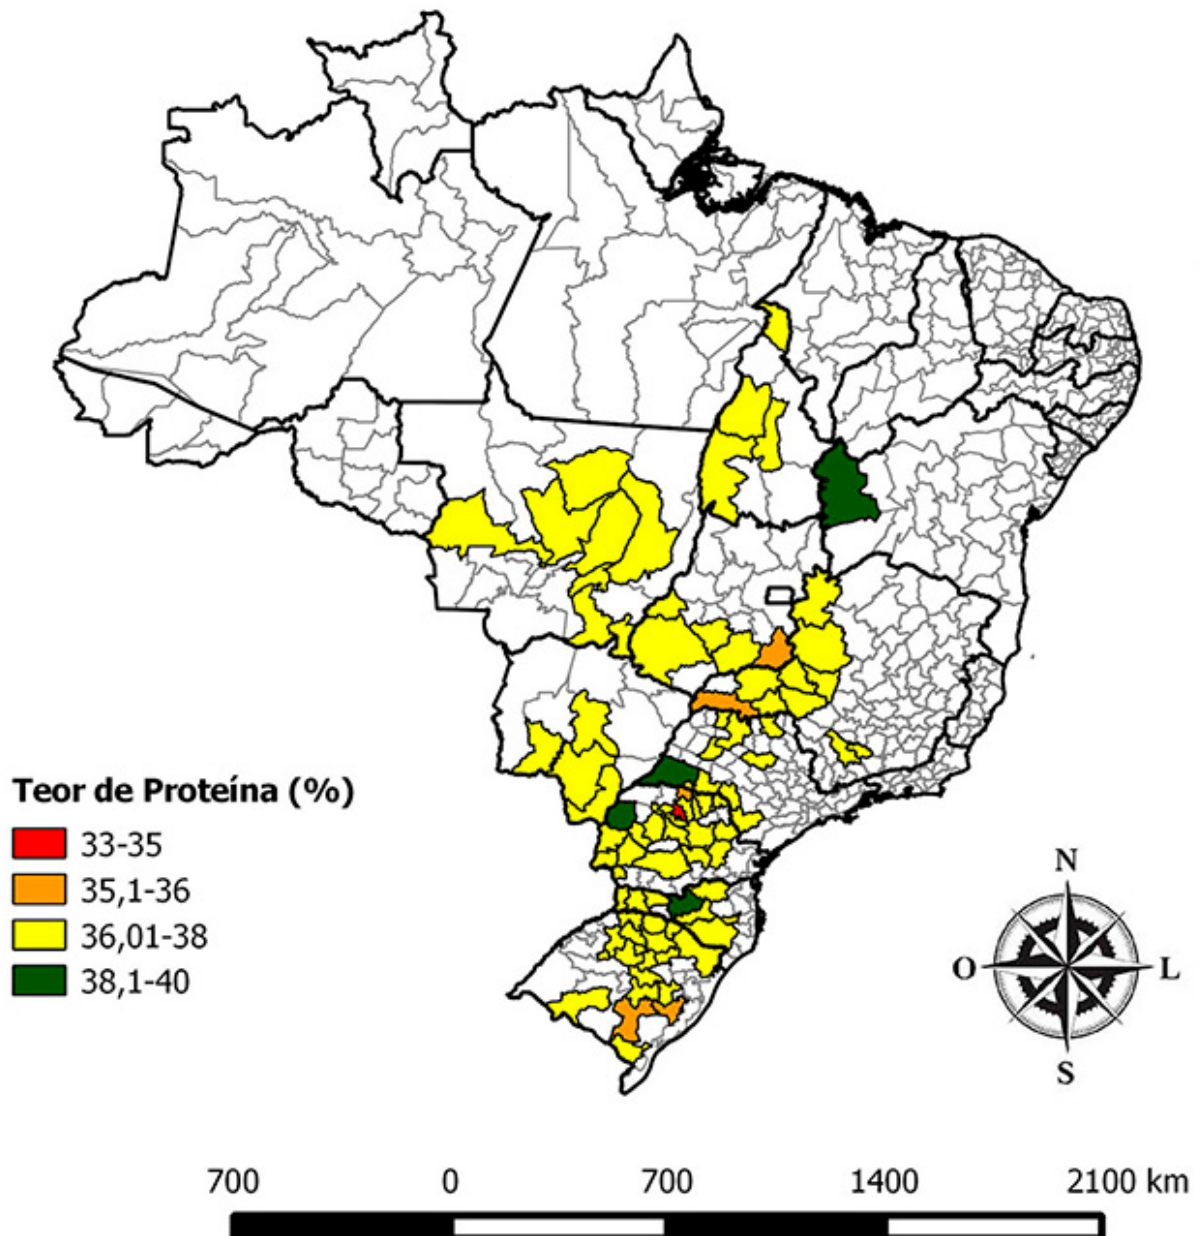 Teor de Proteína (%)
33-35
35,1-36
36,01-38
38,1-40
N
O
L
S
700 0 700 1400 2100 km